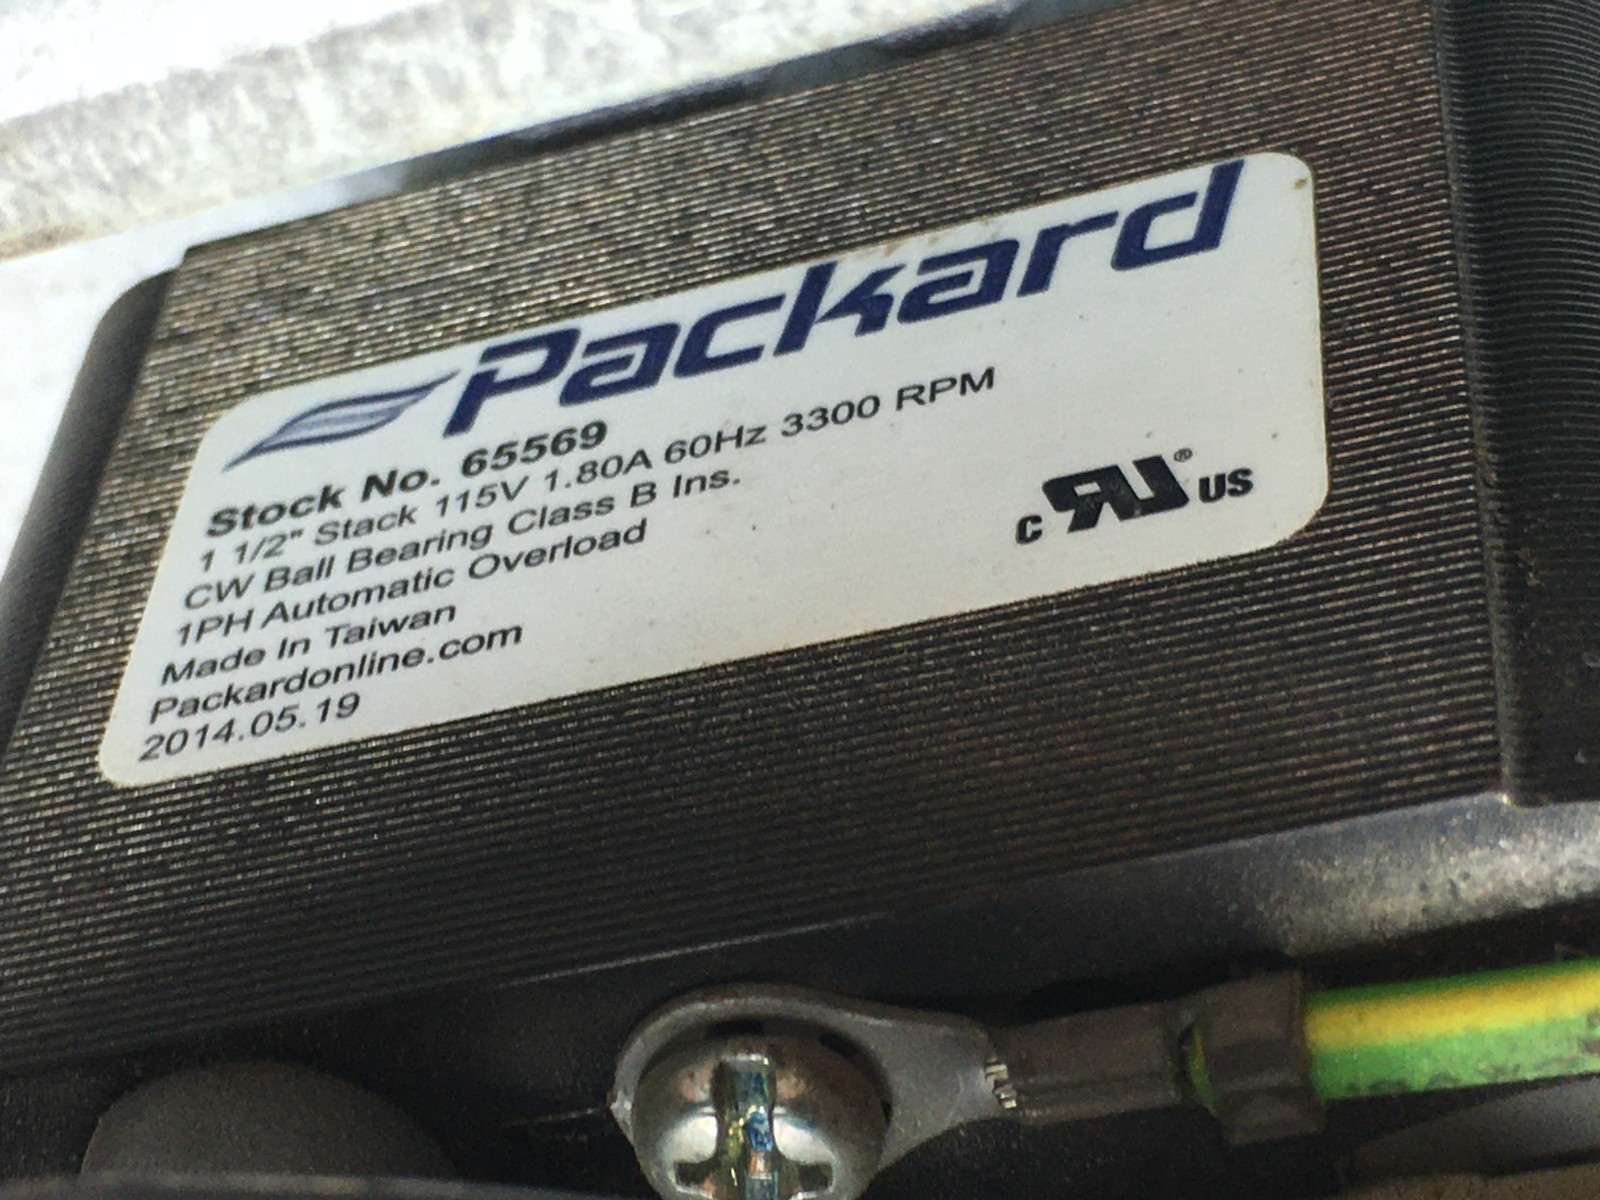 Packard
Stock No. 65569
1 1/2" Stack 115V 1.80A 60Hz 3300 RPM
CW Ball Bearing Class B Ins.
1PH Automatic Overload
Made In Taiwan
Packardonline.com
2014.05.19
c RU® US